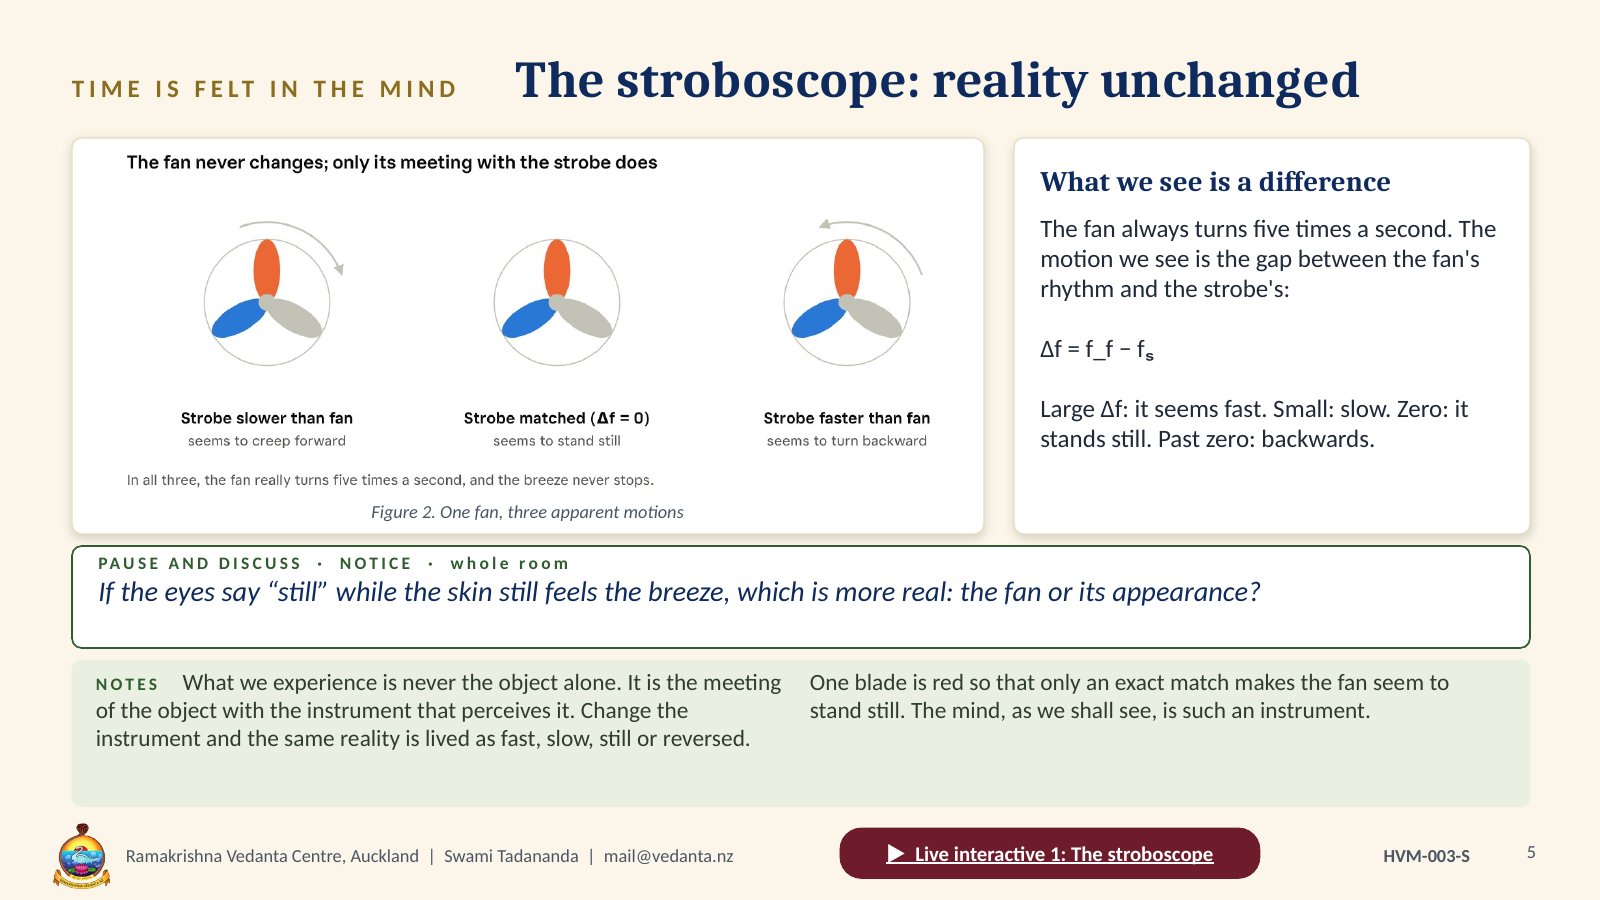 TIME IS FELT IN THE MIND
The stroboscope: reality unchanged
The fan never changes; only its meeting with the strobe does
Strobe slower than fan
seems to creep forward
Strobe matched (Δf = 0)
seems to stand still
Strobe faster than fan
seems to turn backward
In all three, the fan really turns five times a second, and the breeze never stops.
Figure 2. One fan, three apparent motions
What we see is a difference
The fan always turns five times a second. The
motion we see is the gap between the fan's
rhythm and the strobe's:
Δf = f_f − fₛ
Large Δf: it seems fast. Small: slow. Zero: it
stands still. Past zero: backwards.
PAUSE AND DISCUSS · NOTICE · whole room
If the eyes say “still” while the skin still feels the breeze, which is more real: the fan or its appearance?
NOTES What we experience is never the object alone. It is the meeting
of the object with the instrument that perceives it. Change the
instrument and the same reality is lived as fast, slow, still or reversed.
One blade is red so that only an exact match makes the fan seem to
stand still. The mind, as we shall see, is such an instrument.
Ramakrishna Vedanta Centre, Auckland | Swami Tadananda | mail@vedanta.nz
▶ Live interactive 1: The stroboscope
HVM-003-S
5